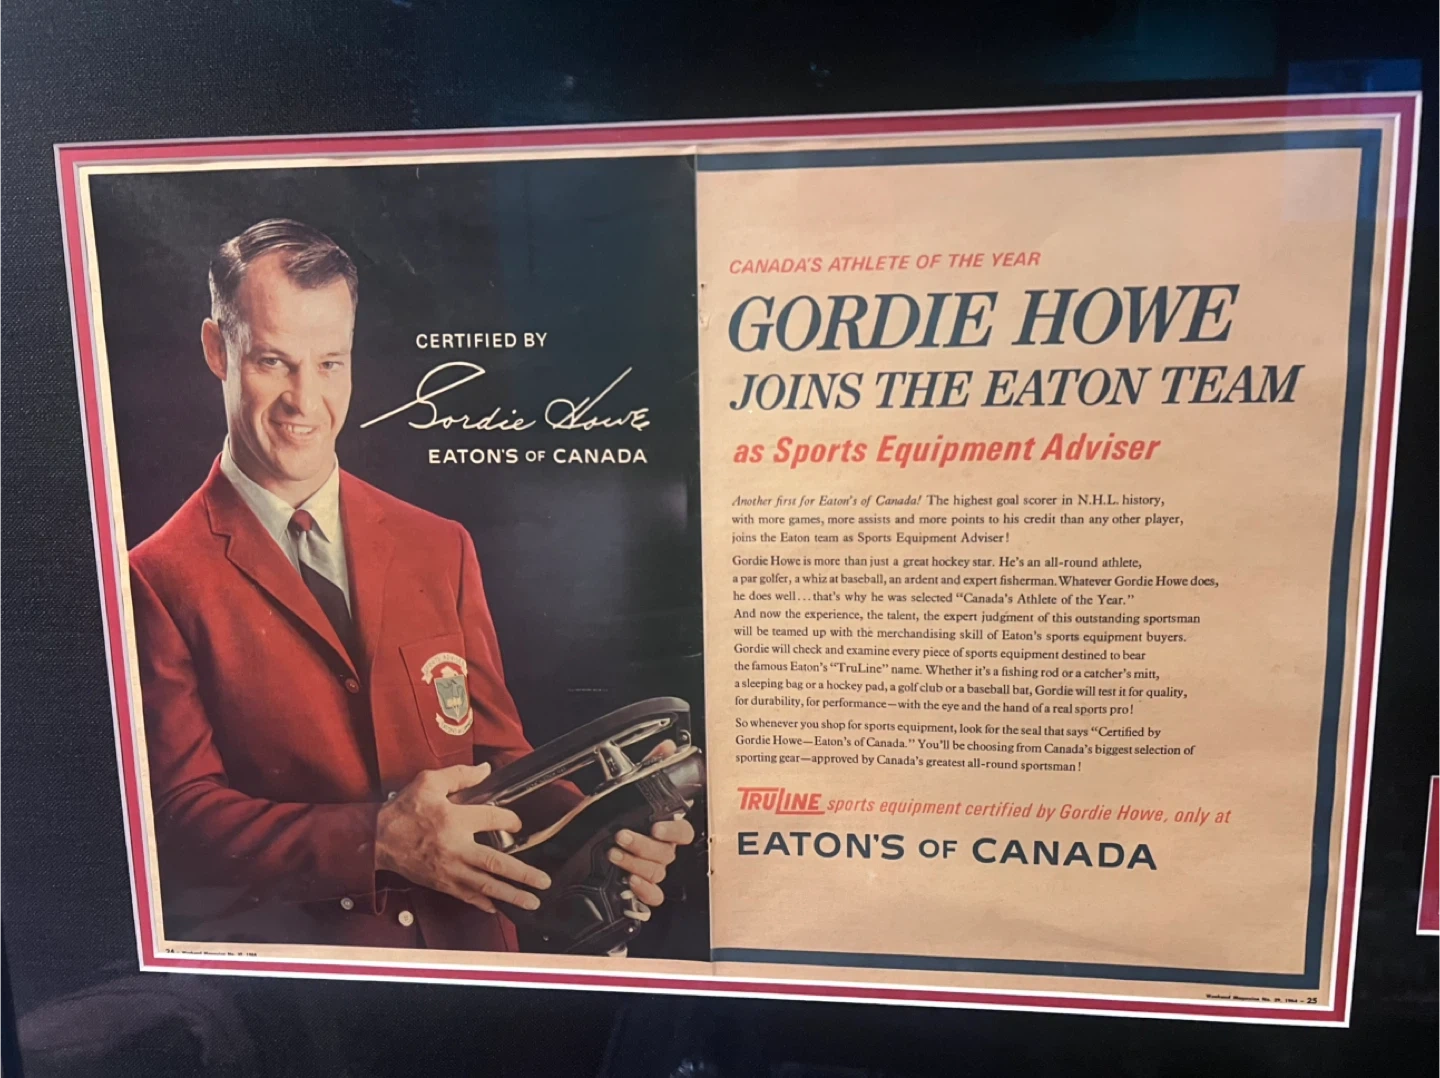 CERTIFIED BY
Gordie Howe
EATON'S OF CANADA
CANADA'S ATHLETE OF THE YEAR
GORDIE HOWE
JOINS THE EATON TEAM
as Sports Equipment Adviser
Another first for Eaton's of Canada! The highest goal scorer in N.H.L. history,
with more games, more assists and more points to his credit than any other player,
joins the Eaton team as Sports Equipment Adviser!
Gordie Howe is more than just a great hockey star. He's an all-round athlete,
a par golfer, a whiz at baseball, an ardent and expert fisherman. Whatever Gordie Howe does,
he does well...that's why he was selected "Canada's Athlete of the Year."
And now the experience, the talent, the expert judgment of this outstanding sportsman
will be teamed up with the merchandising skill of Eaton's sports equipment buyers.
Gordie will check and examine every piece of sports equipment destined to bear
the famous Eaton's "TruLine" name. Whether it's a fishing rod or a catcher's mitt,
a sleeping bag or a hockey pad, a golf club or a baseball bat, Gordie will test it for quality,
for durability, for performance—with the eye and the hand of a real sports pro!
So whenever you shop for sports equipment, look for the seal that says "Certified by
Gordie Howe—Eaton's of Canada." You'll be choosing from Canada's biggest selection of
sporting gear—approved by Canada's greatest all-round sportsman!
TRULINE sports equipment certified by Gordie Howe, only at
EATON'S OF CANADA
Weekend Magazine No. 1964 – 25